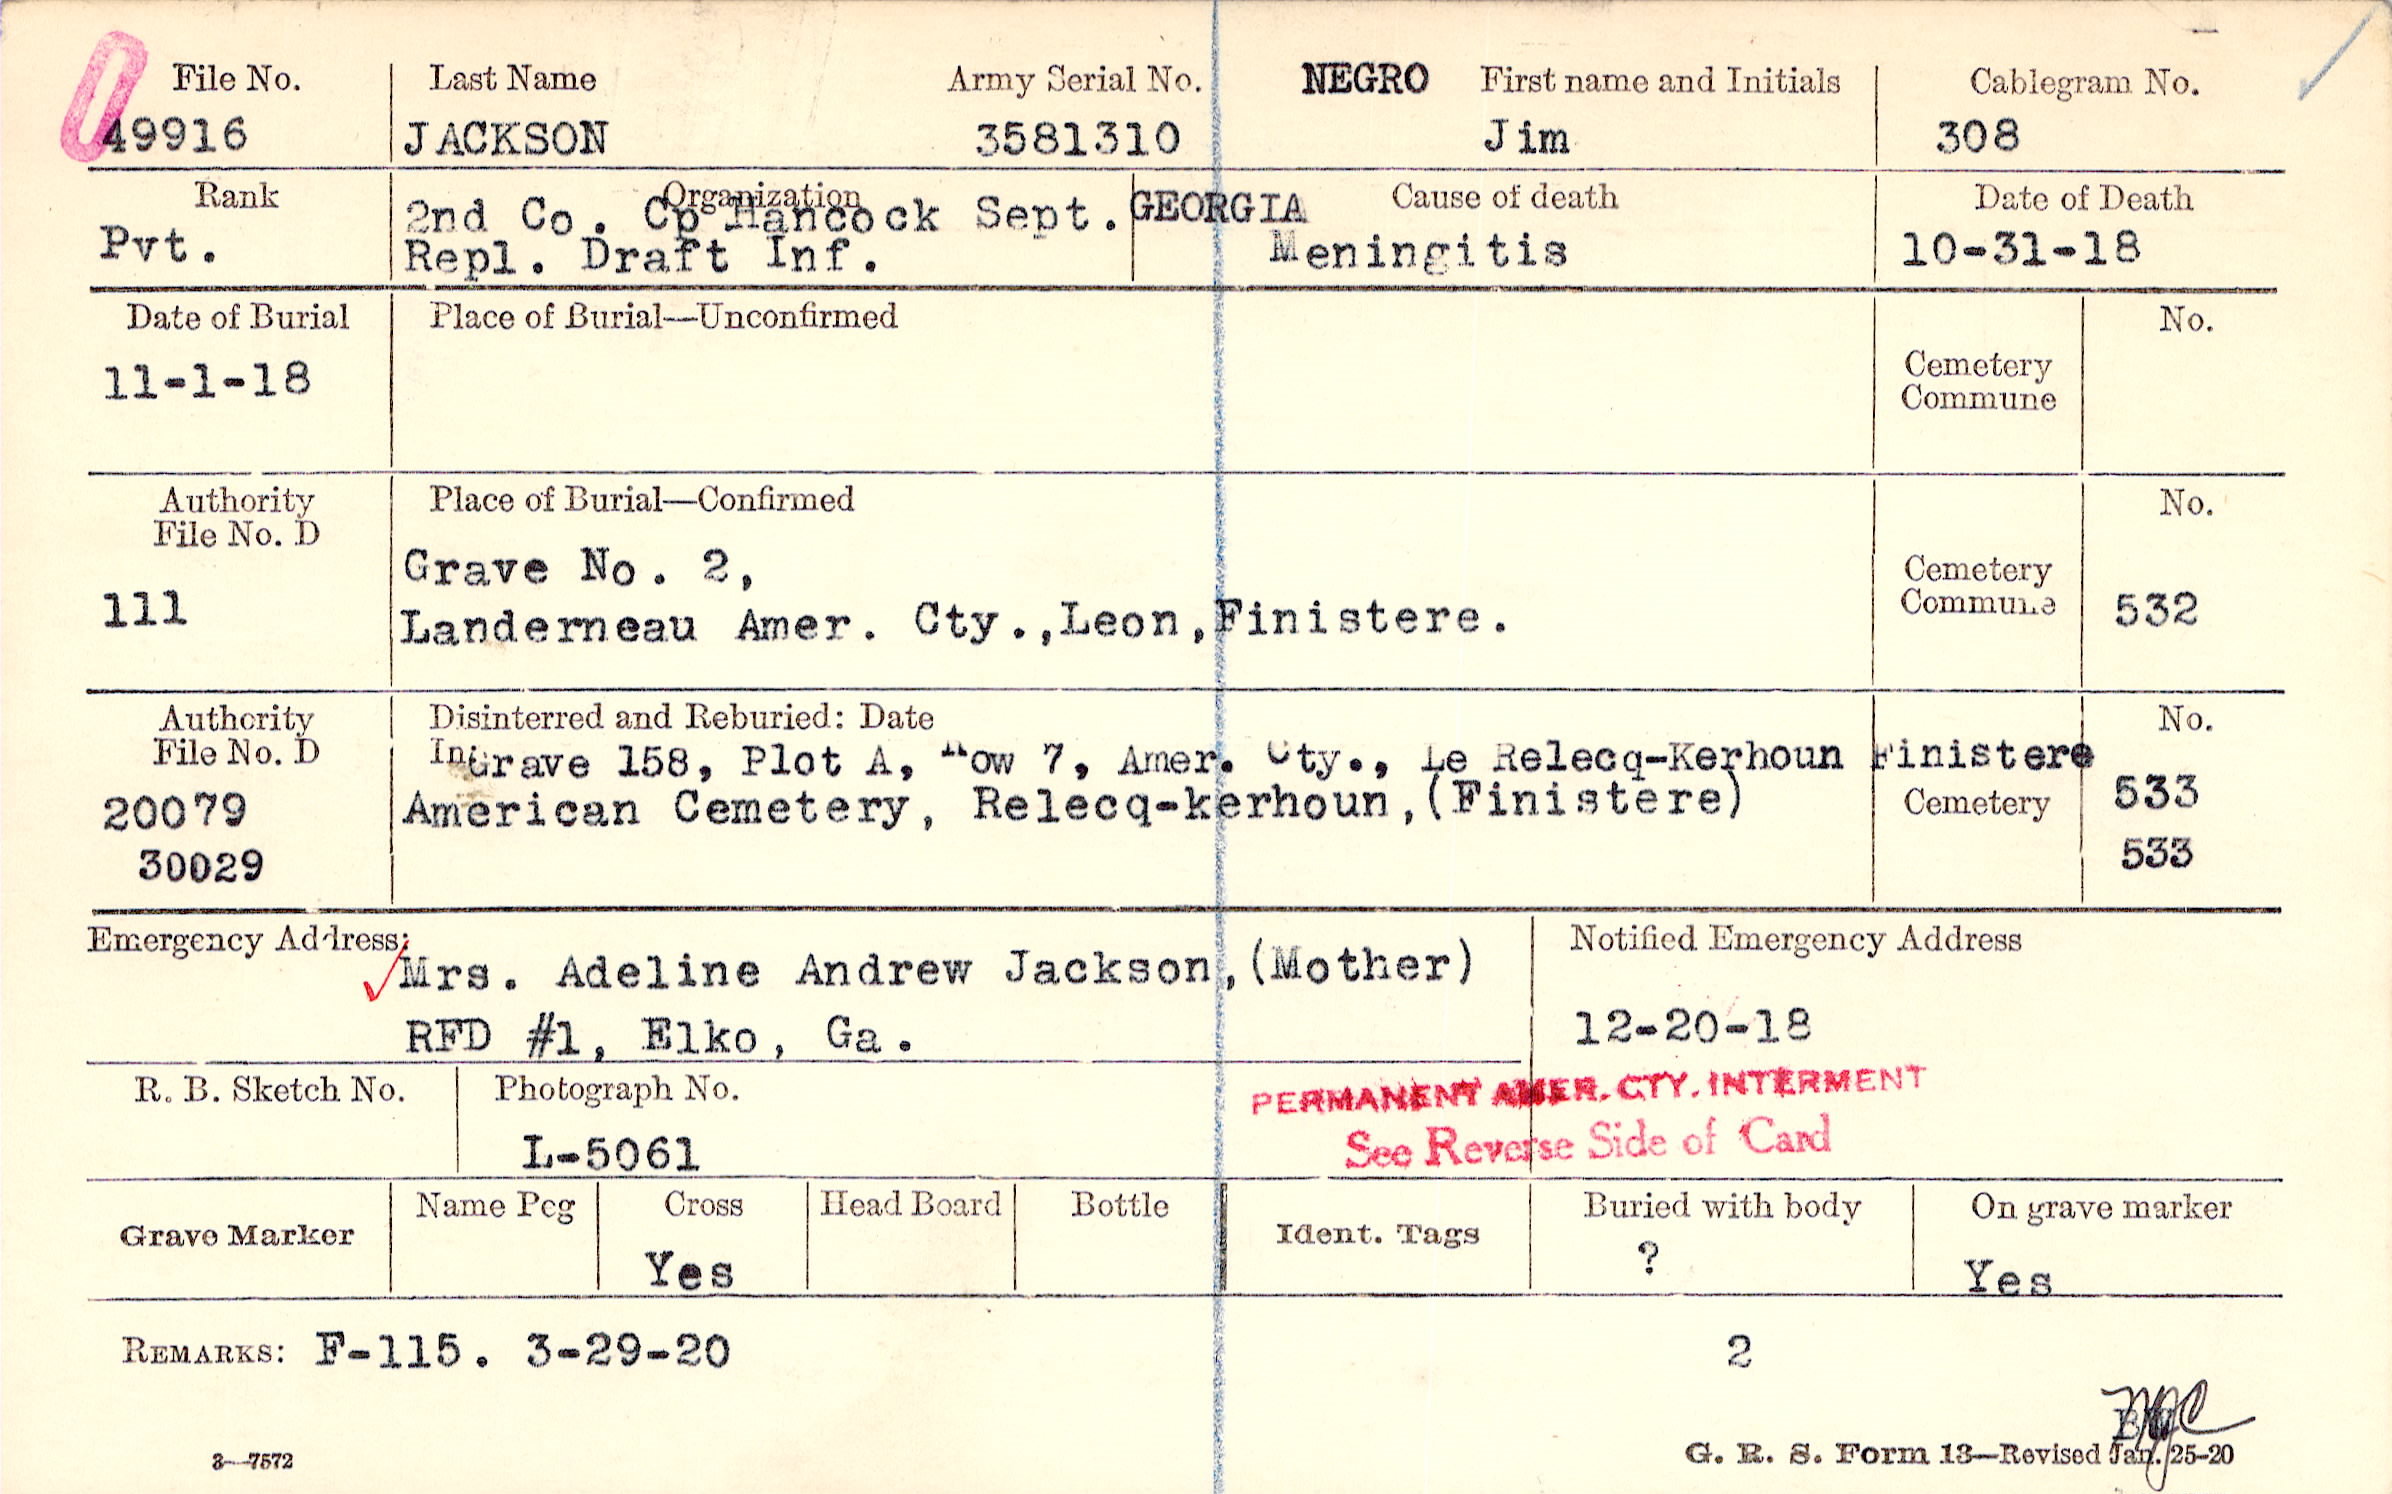 File No. Last Name Army Serial No. NEGRO First name and Initials Cablegram No.
49916 JACKSON 3581310 Jim 308
Rank Organization Cause of death Date of Death
2nd Co. Cp Hancock Sept. GEORGIA
Pvt. Repl. Draft Inf. Meningitis 10-31-18
Date of Burial Place of Burial—Unconfirmed No.
11-1-18 Cemetery
Commune
Authority Place of Burial—Confirmed No.
File No. D
Grave No. 2, Cemetery
111 Landerneau Amer. Cty.,Leon,Finistere. Commune 532
Authority Disinterred and Reburied: Date No.
File No. D In Grave 158, Plot A, Row 7, Amer. Cty., Le Relecq-Kerhoun Finistere
20079 American Cemetery, Relecq-kerhoun,(Finistere) Cemetery 533
30029 533
Emergency Address: Notified Emergency Address
Mrs. Adeline Andrew Jackson,(Mother)
RFD #1, Elko, Ga. 12-20-18
R. B. Sketch No. Photograph No. PERMANENT AMER. CTY. INTERMENT
L-5061 See Reverse Side of Card
Grave Marker Name Peg Cross Head Board Bottle Ident. Tags Buried with body On grave marker
Yes ? Yes
REMARKS: F-115. 3-29-20 2
3—7572 G. R. S. Form 13—Revised Jan. 25-20